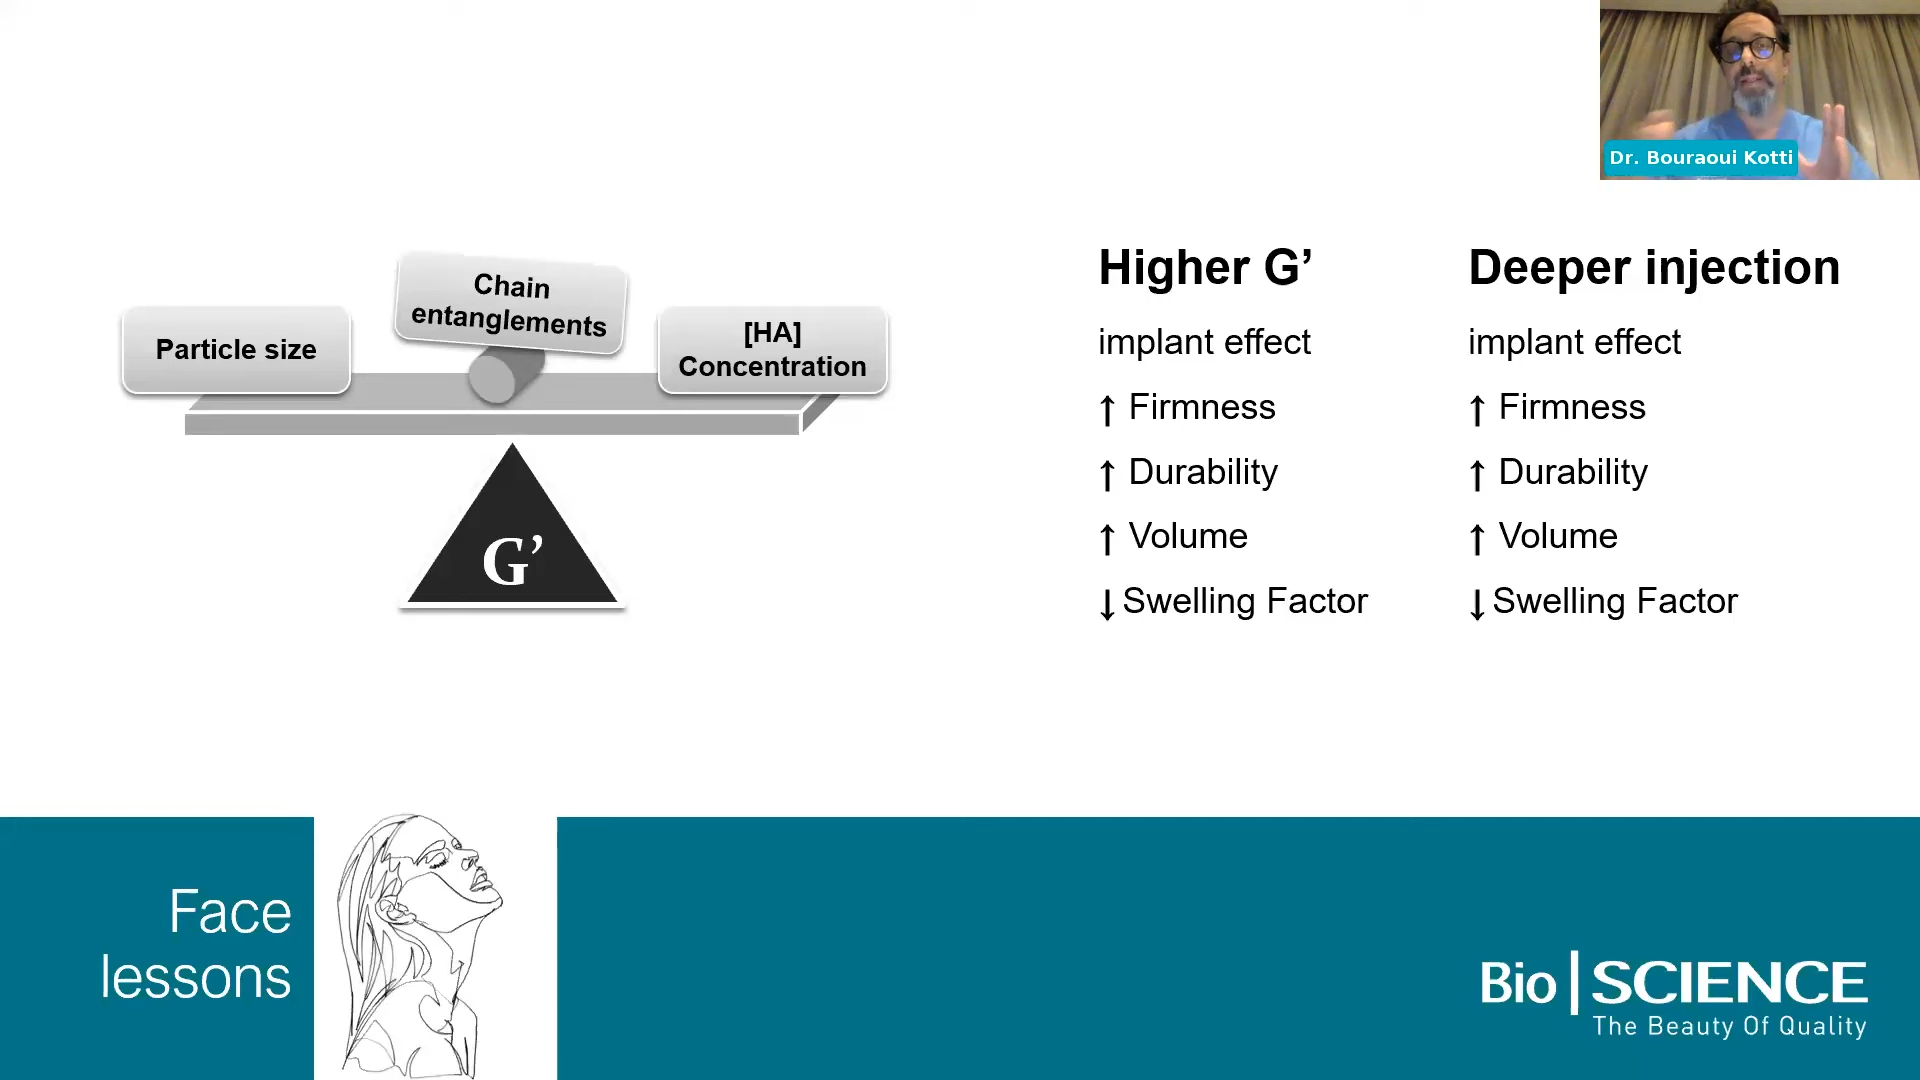 Dr. Bouraoui Kotti
Particle size
Chain
entanglements
[HA]
Concentration
G’
Higher G’
implant effect
↑ Firmness
↑ Durability
↑ Volume
↓ Swelling Factor
Deeper injection
implant effect
↑ Firmness
↑ Durability
↑ Volume
↓ Swelling Factor
Face
lessons
Bio|SCIENCE
The Beauty Of Quality